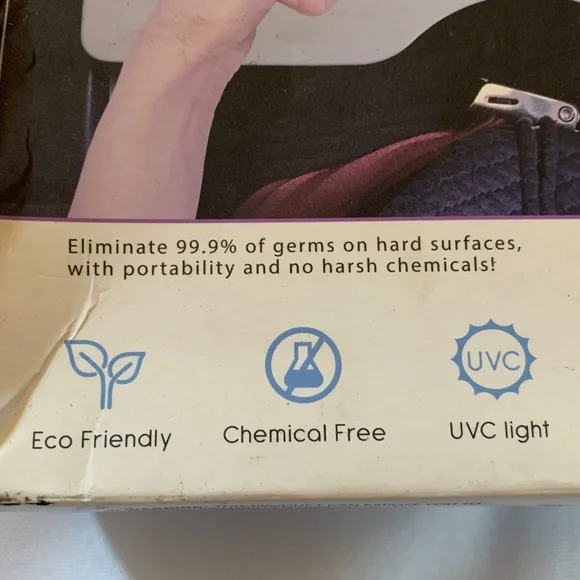 Eliminate 99.9% of germs on hard surfaces,
with portability and no harsh chemicals!
UVC
Eco Friendly
Chemical Free
UVC light